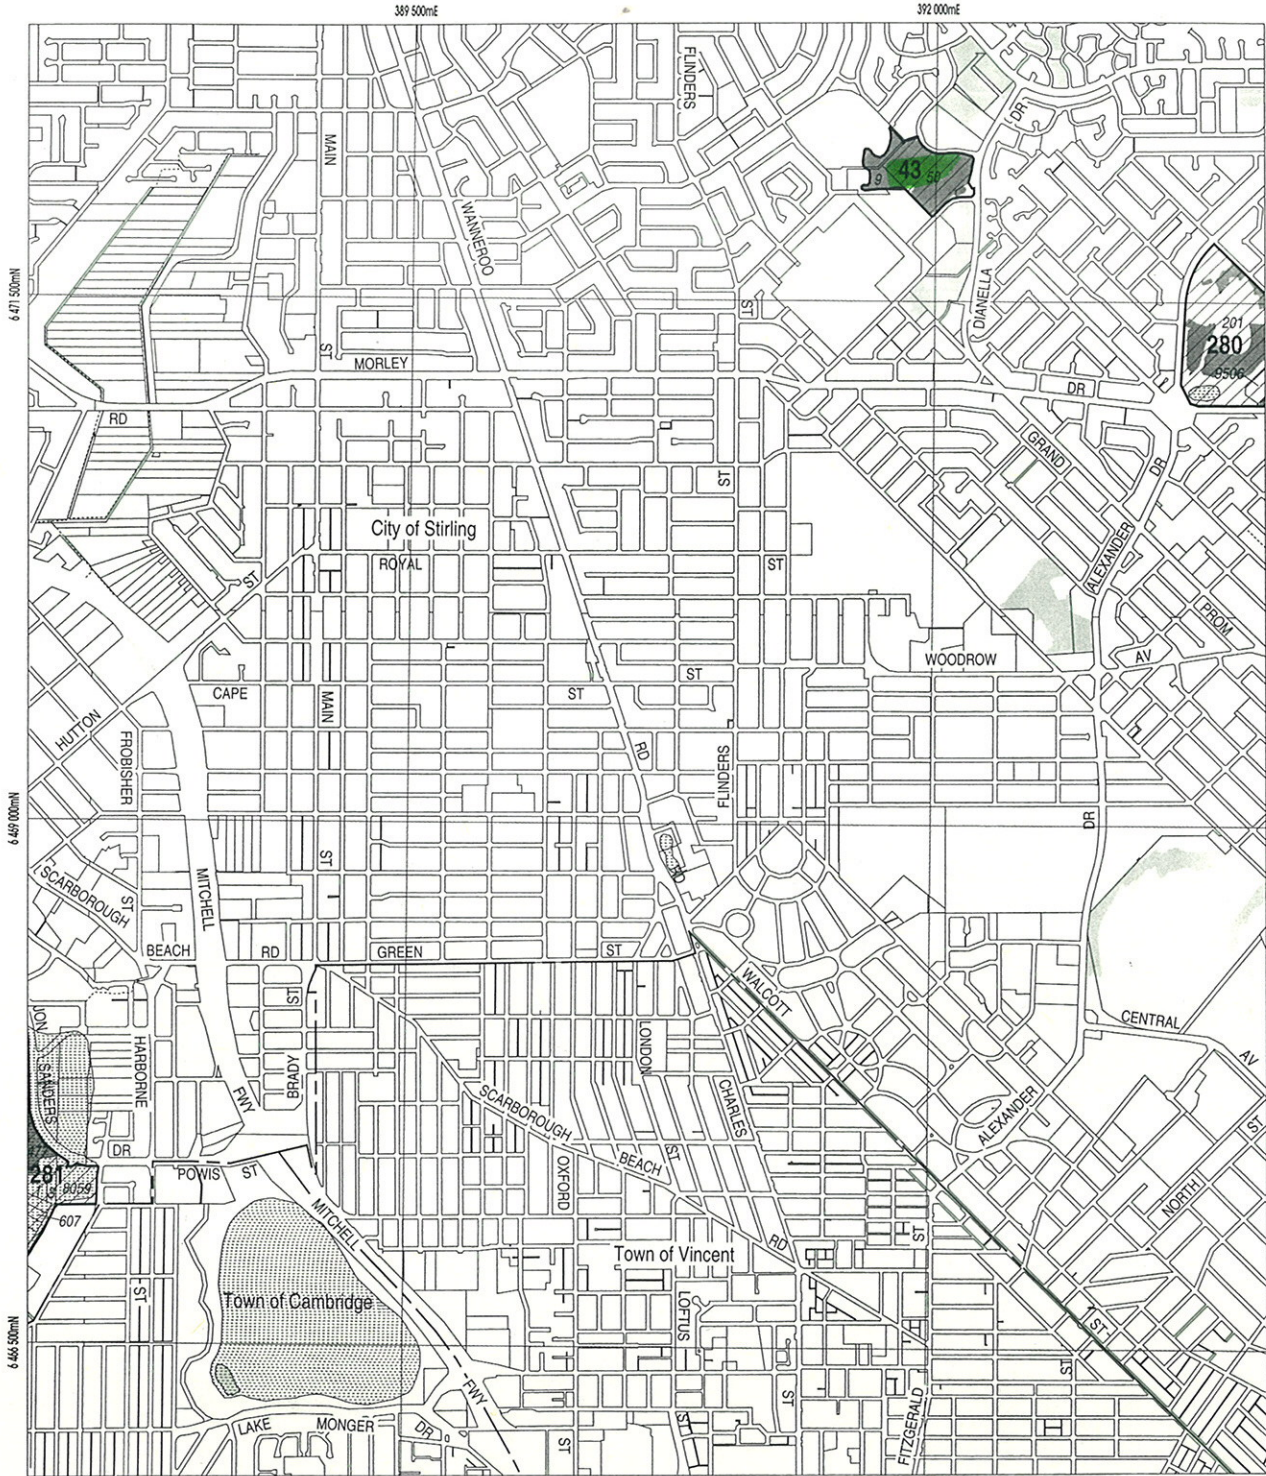 389 500mE
392 000mE
FLINDERS
DR
MAIN
43
9
WANNEROO
6 471 500mN
DIANELLA
ST
201
280
9506
ST
MORLEY
DR
RD
GRAND
DR
ST
City of Stirling
ROYAL
ST
ALEXANDER
ST
PROM
WOODROW
AV
ST
CAPE
MAIN
ST
HUTTON
FROBISHER
RD
FLINDERS
6 469 000mN
DR
ST
RD
SCARBOROUGH
ST
MITCHELL
BEACH
RD
GREEN
ST
WALCOTT
ST
CENTRAL
AV
JON
SANDERS
HARBORNE
BRADY
LONDON
FWY
SCARBOROUGH
CHARLES
ALEXANDER
ST
DR
POWIS
ST
BEACH
ST
281
8059
OXFORD
NORTH
607
MITCHELL
RD
ST
Town of Vincent
ST
Town of Cambridge
LOFTUS
ST
6 466 500mN
ST
FWY
ST
FITZGERALD
LAKE
MONGER
DR
ST
ST